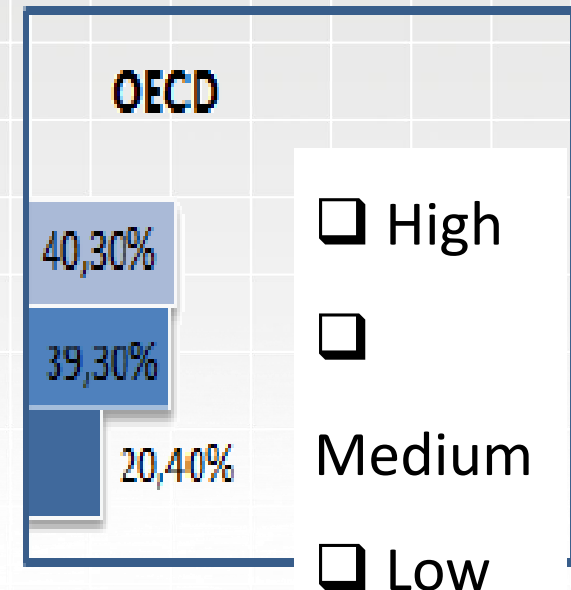 OECD
40,30%
39,30%
20,40%
❑ High
❑
Medium
❑ Low